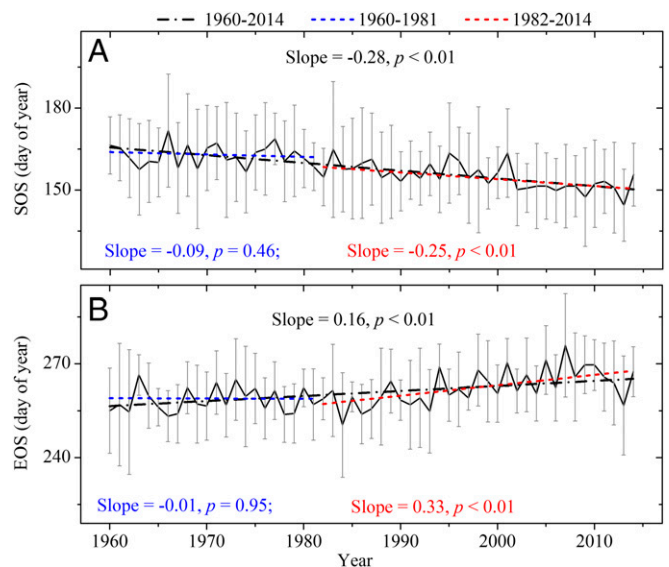 1960-2014 1960-1981 1982-2014
A
Slope = -0.28, p < 0.01
180
150
SOS (day of year)
Slope = -0.09, p = 0.46; Slope = -0.25, p < 0.01
B
Slope = 0.16, p < 0.01
270
240
EOS (day of year)
Slope = -0.01, p = 0.95; Slope = 0.33, p < 0.01
1960 1970 1980 1990 2000 2010
Year